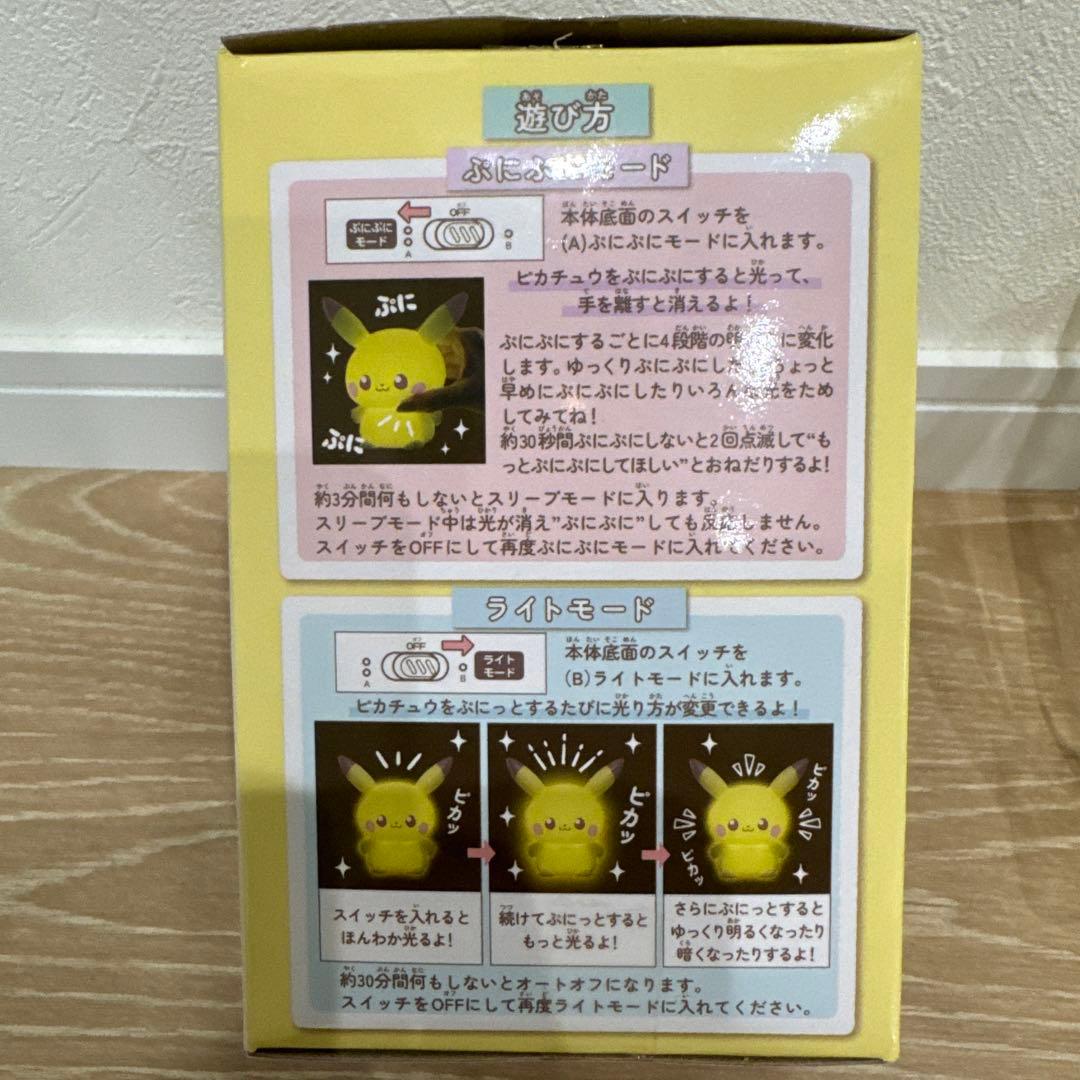 遊び方
ぷにぷにモード
ぷにぷに
モード
OFF
A
B
本体底面のスイッチを
(A)ぷにぷにモードに入れます。
ピカチュウをぷにぷにすると光って、
手を離すと消えるよ!
ぷに
ぷに
ぷにぷにするごとに4段階の明 に変化
します。ゆっくりぷにぷにした ちょっと
早めにぷにぷにしたりいろん 光をため
してみてね!
約30秒間ぷにぷにしないと2回点滅して“も
っとぷにぷにしてほしい”とおねだりするよ!
約3分間何もしないとスリープモードに入ります。
スリープモード中は光が消え”ぷにぷに”しても反応しません。
スイッチをOFFにして再度ぷにぷにモードに入れてください。
ライトモード
OFF
A
B
ライト
モード
本体底面のスイッチを
(B)ライトモードに入れます。
ピカチュウをぷにっとするたびに光り方が変更できるよ!
ピカッ
ピカッ
ピカッ
ピカッ
スイッチを入れると
ほんわか光るよ!
続けてぷにっとすると
もっと光るよ!
さらにぷにっとすると
ゆっくり明るくなったり
暗くなったりするよ!
約30分間何もしないとオートオフになります。
スイッチをOFFにして再度ライトモードに入れてください。